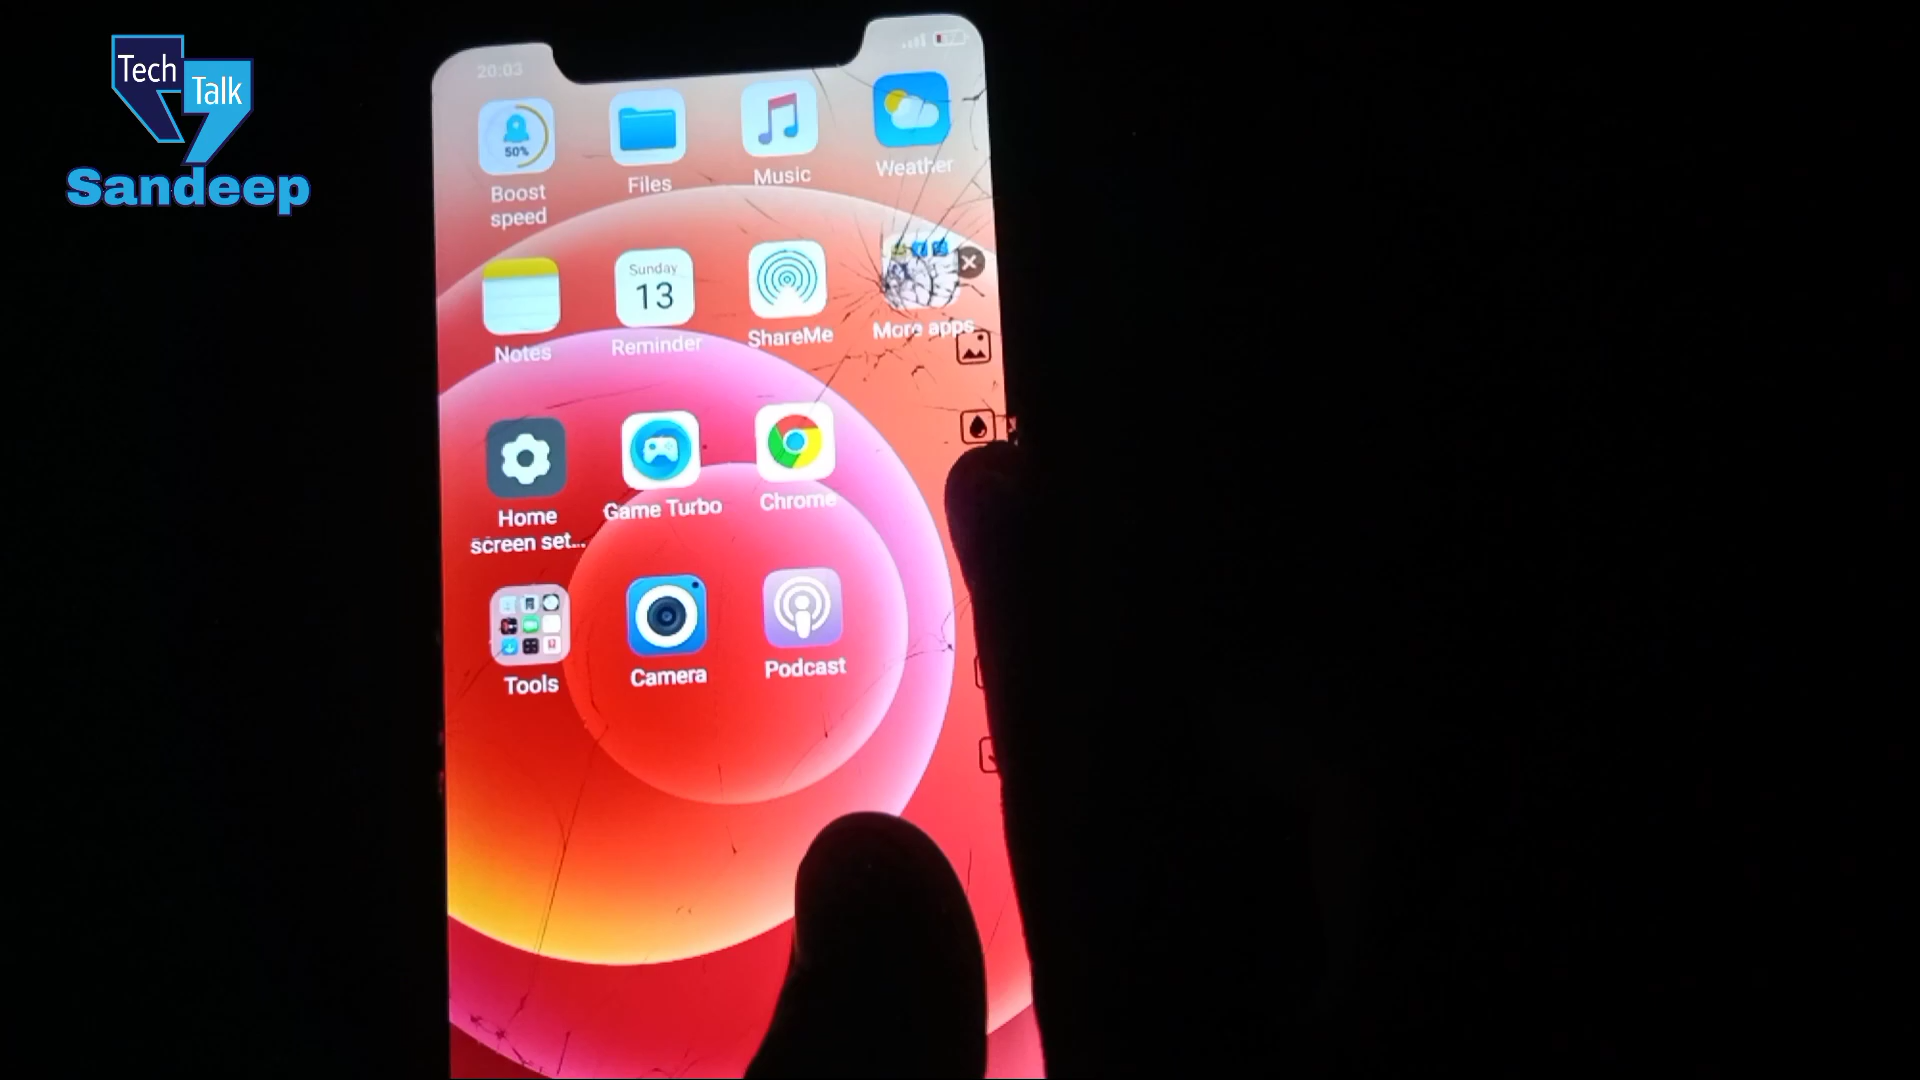 Tech
Talk
Sandeep
20:03
50%
Boost
speed
Files
Music
Weather
Notes
Sunday
13
Reminder
ShareMe
More apps
Home
screen set...
Game Turbo
Chrome
Tools
Camera
Podcast